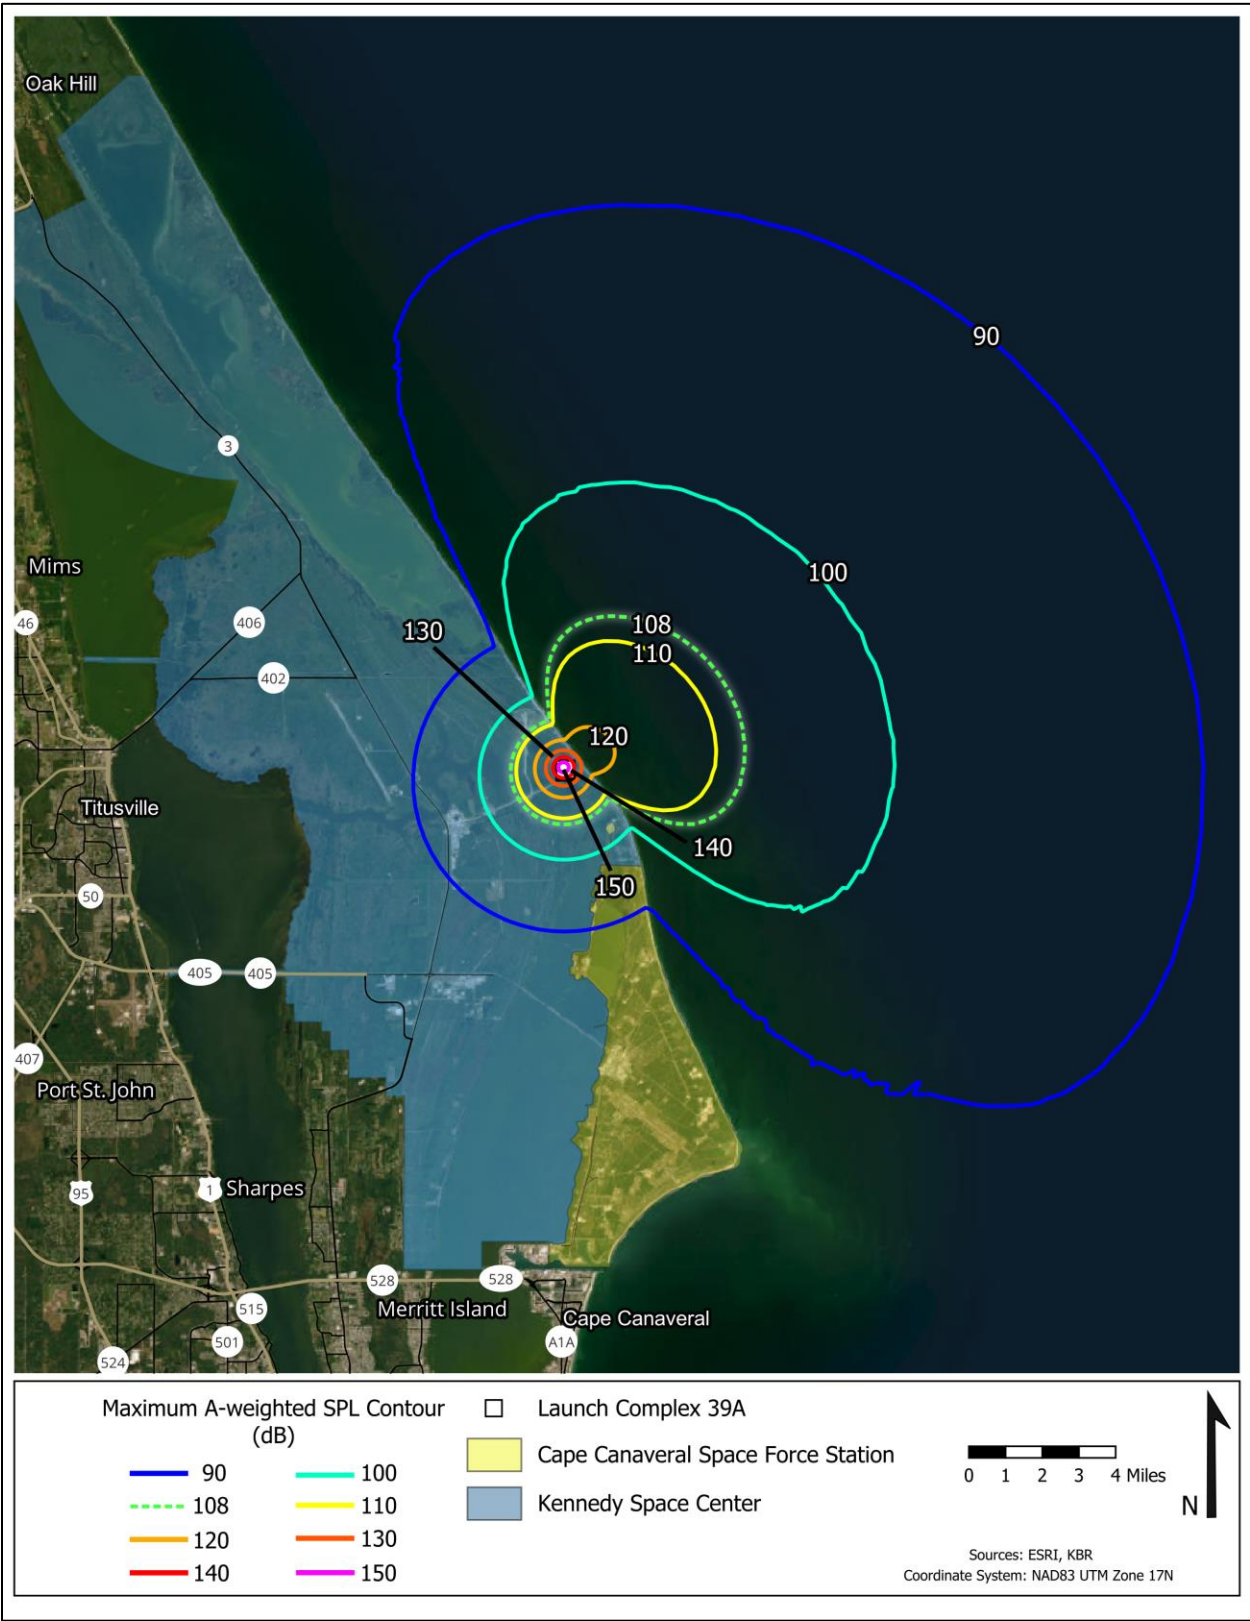 Oak Hill
90
3
100
Mims
46
406
108
130
110
402
120
Titusville
140
150
50
405
405
407
Port St. John
95
1
Sharpes
528
528
515
Merritt Island
Cape Canaveral
501
A1A
524
Maximum A-weighted SPL Contour
(dB)
90
100
108
110
120
130
140
150
Launch Complex 39A
Cape Canaveral Space Force Station
Kennedy Space Center
0 1 2 3 4 Miles
N
Sources: ESRI, KBR
Coordinate System: NAD83 UTM Zone 17N